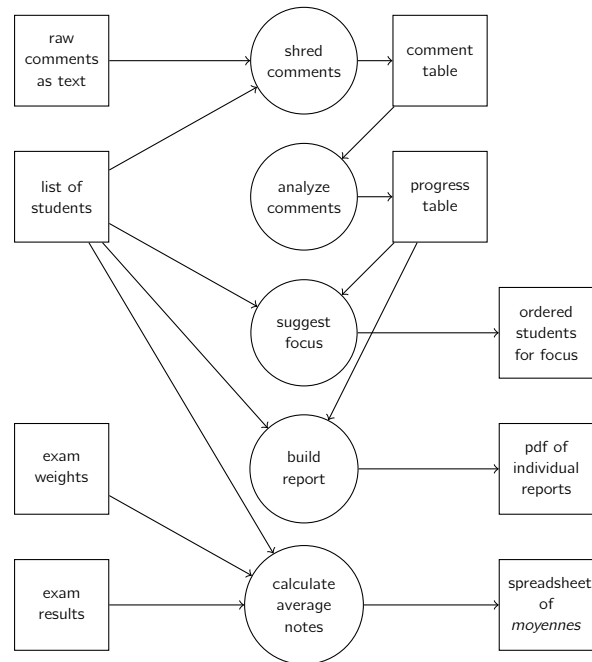 raw
comments
as text
shred
comments
comment
table
list of
students
analyze
comments
progress
table
suggest
focus
ordered
students
for focus
exam
weights
build
report
pdf of
individual
reports
exam
results
calculate
average
notes
spreadsheet
of
moyennes